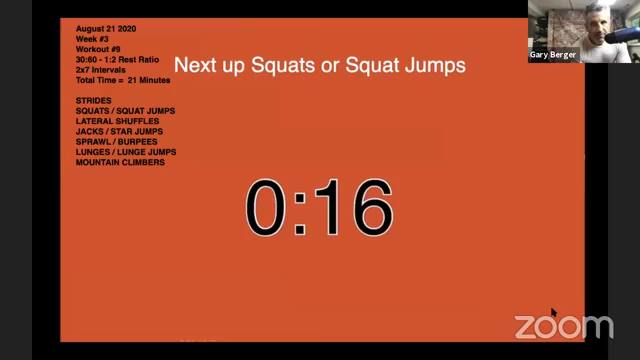 August 21 2020
Week #3
Workout #9
30:60 - 1:2 Rest Ratio
2x7 Intervals
Total Time = 21 Minutes
STRIDES
SQUATS / SQUAT JUMPS
LATERAL SHUFFLES
JACKS / STAR JUMPS
SPRAWL / BURPEES
LUNGES / LUNGE JUMPS
MOUNTAIN CLIMBERS
Next up Squats or Squat Jumps
0:16
Gary Berger
zoom